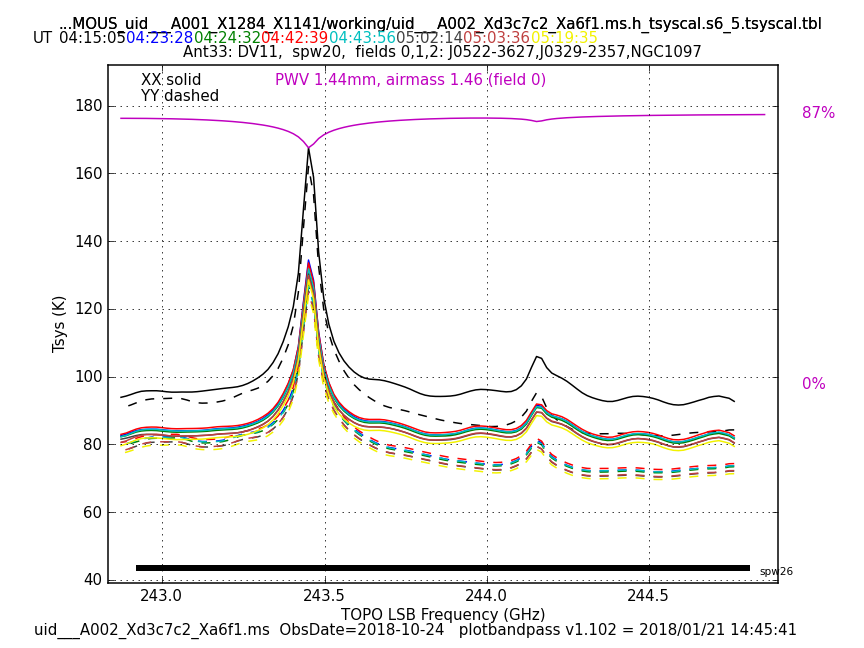 ...MOUS_uid___A001_X1284_X1141/working/uid___A002_Xd3c7c2_Xa6f1.ms.h_tsyscal.s6_5.tsyscal.tbl
UT 04:15:05 04:23:28 04:24:32 04:42:39 04:43:56 05:02:14 05:03:36 05:19:35
Ant33: DV11,  spw20,  fields 0,1,2: J0522-3627,J0329-2357,NGC1097
XX solid
PWV 1.44mm, airmass 1.46 (field 0)
YY dashed
180
87%
160
140
120
Tsys (K)
100
0%
80
60
40
spw26
243.0 243.5 244.0 244.5
TOPO LSB Frequency (GHz)
uid___A002_Xd3c7c2_Xa6f1.ms  ObsDate=2018-10-24   plotbandpass v1.102 = 2018/01/21 14:45:41